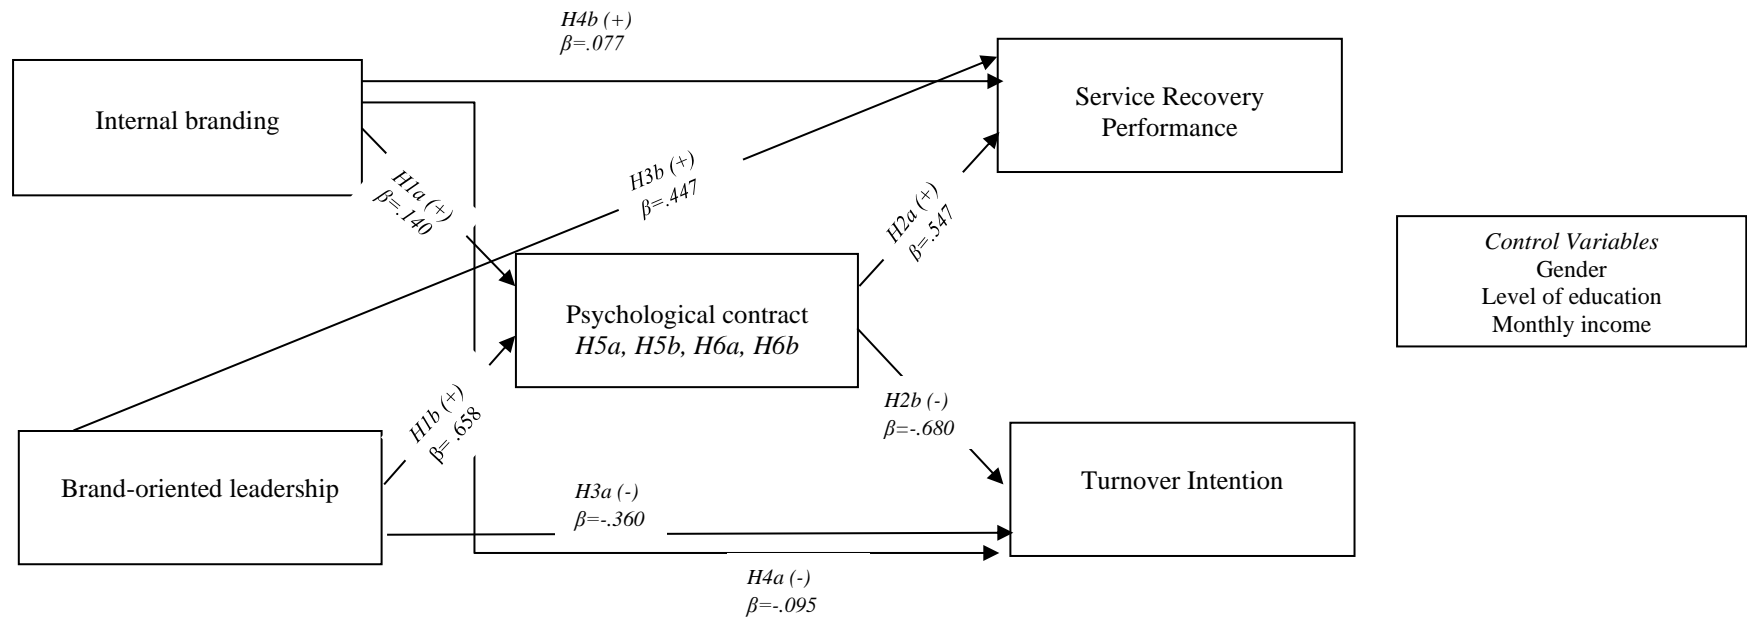 H4b (+)
β=.077
Internal branding
Service Recovery
Performance
H1a (+)
β=.140
H3b (+)
β=.447
H2a (+)
β=.547
Control Variables
Gender
Level of education
Monthly income
Psychological contract
H5a, H5b, H6a, H6b
H1b (+)
β= .658
H2b (-)
β=-.680
Brand-oriented leadership
Turnover Intention
H3a (-)
β=-.360
H4a (-)
β=-.095